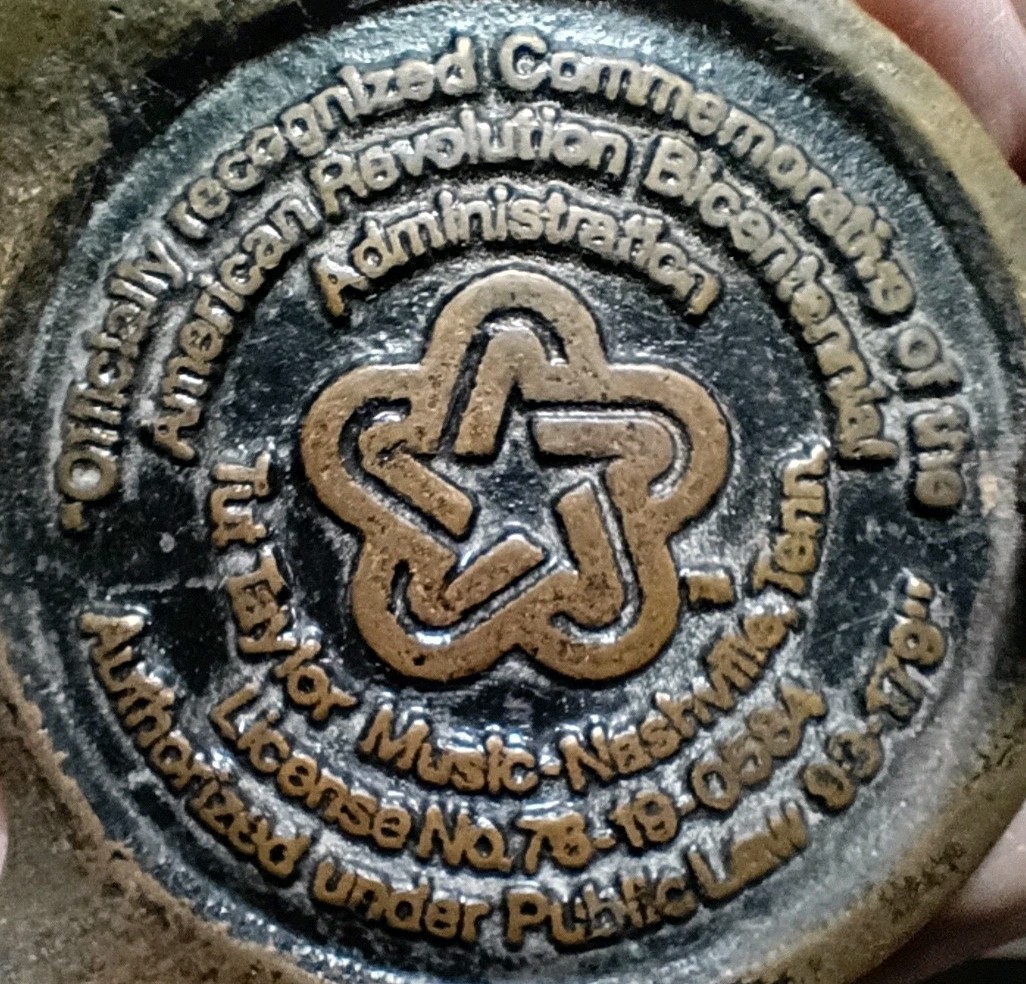 "Officially recognized Commemorative of the
American Revolution Bicentennial
Administration
Tut Taylor Music-Nashville, Tenn.
License No. 76-19-0584
Authorized under Public Law 93-179"